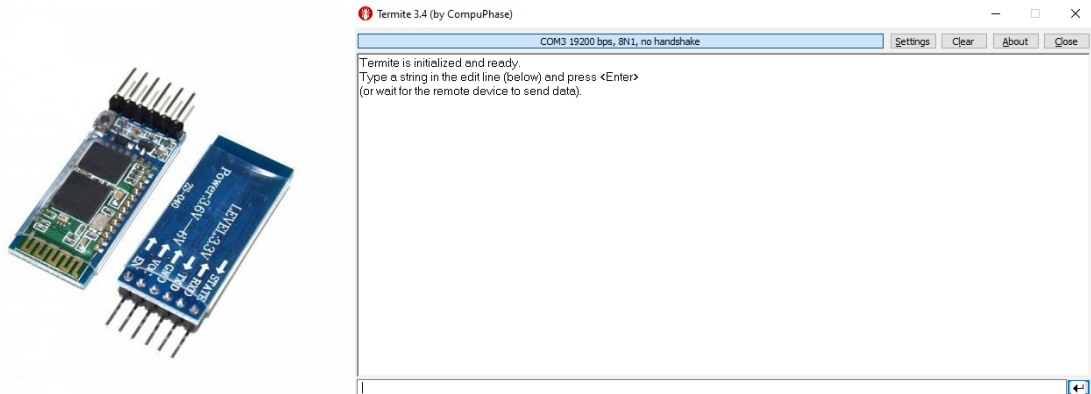 ZS-040
Power:3.6V---6V
LEVEL:3.3V
EN
VCC
GND
TXD
RXD
STATE
Termite 3.4 (by CompuPhase)
COM3 19200 bps, 8N1, no handshake
Settings
Clear
About
Close
Termite is initialized and ready.
Type a string in the edit line (below) and press <Enter>
(or wait for the remote device to send data).